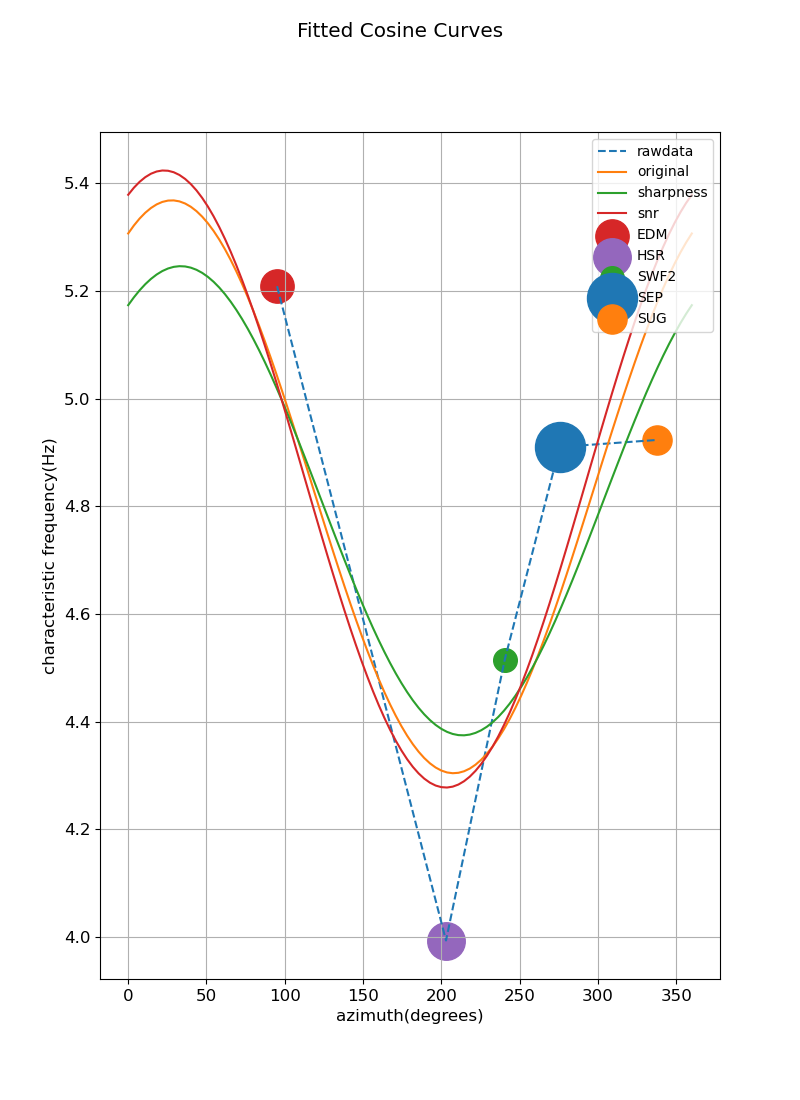 Fitted Cosine Curves
rawdata
original
sharpness
snr
EDM
HSR
SWF2
SEP
SUG
characteristic frequency(Hz)
5.4
5.2
5.0
4.8
4.6
4.4
4.2
4.0
0 50 100 150 200 250 300 350
azimuth(degrees)